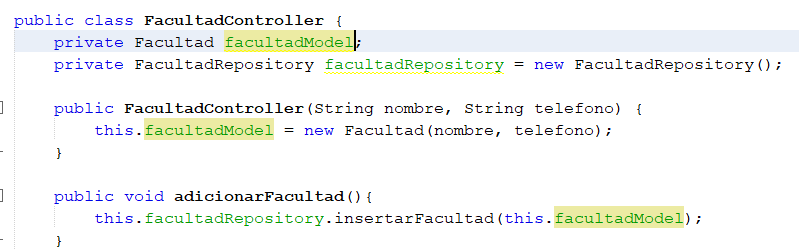 public class FacultadController {
private Facultad facultadModel;
private FacultadRepository facultadRepository = new FacultadRepository();
public FacultadController(String nombre, String telefono) {
this.facultadModel = new Facultad(nombre, telefono);
}
public void adicionarFacultad(){
this.facultadRepository.insertarFacultad(this.facultadModel);
}